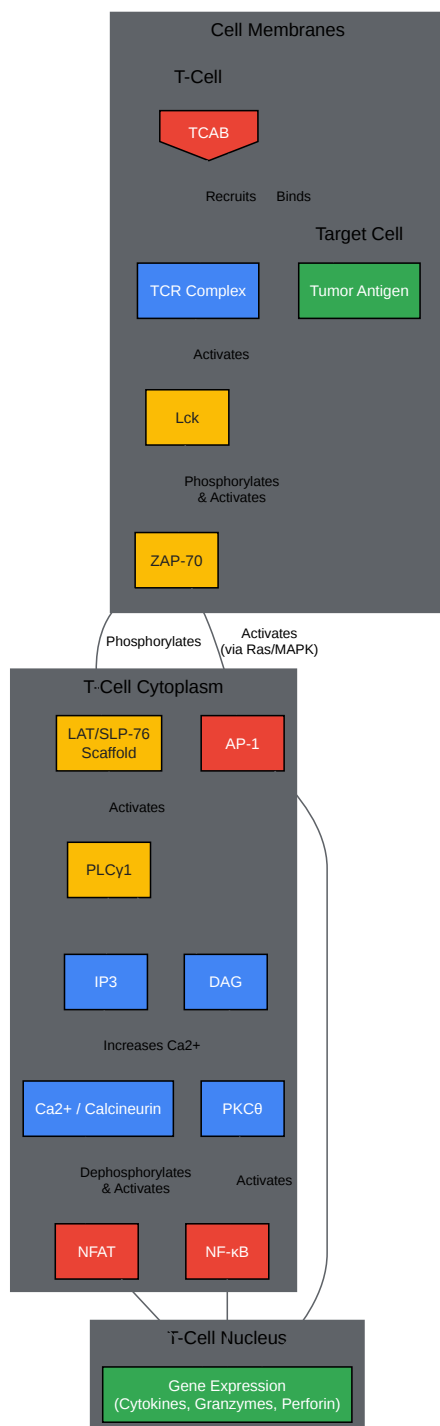 Cell Membranes
T-Cell
TCAB
Recruits
Binds
Target Cell
TCR Complex
Tumor Antigen
Activates
Lck
Phosphorylates
& Activates
ZAP-70
Phosphorylates
Activates
(via Ras/MAPK)
T-Cell Cytoplasm
LAT/SLP-76
Scaffold
AP-1
Activates
PLCγ1
IP3
DAG
Increases Ca2+
Ca2+ / Calcineurin
PKCθ
Dephosphorylates
& Activates
Activates
NFAT
NF-κB
T-Cell Nucleus
Gene Expression
(Cytokines, Granzymes, Perforin)